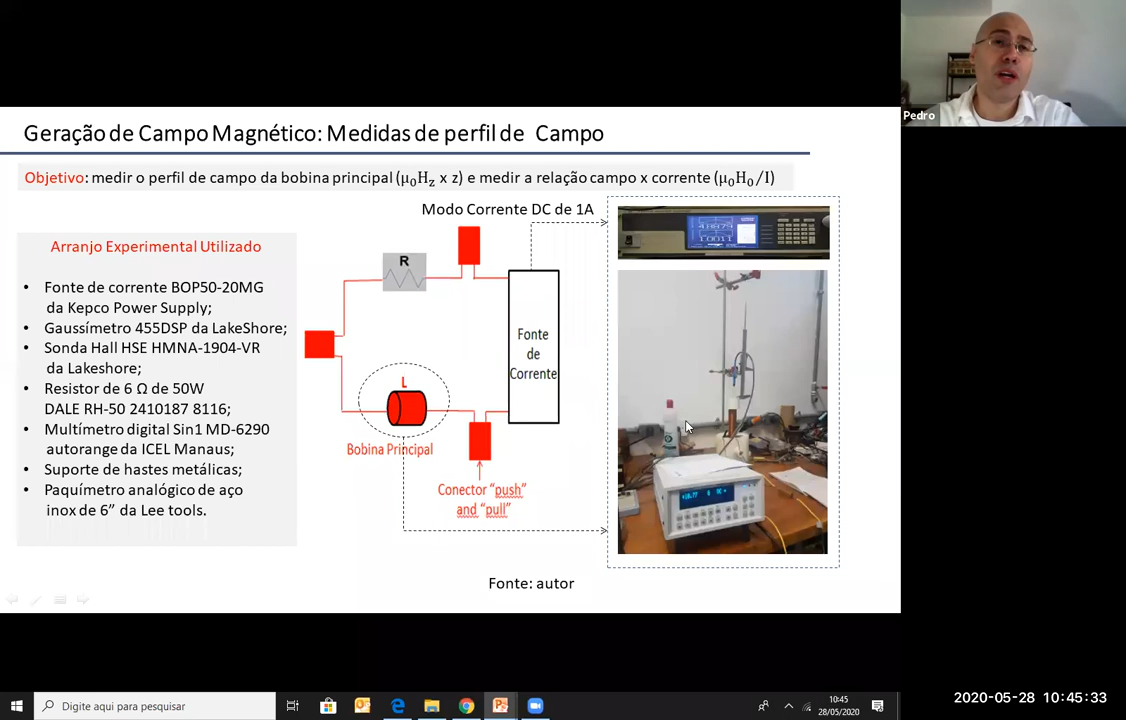 Pedro
Geração de Campo Magnético: Medidas de perfil de Campo
Objetivo: medir o perfil de campo da bobina principal (μ₀H_z x z) e medir a relação campo x corrente (μ₀H₀/I)
Modo Corrente DC de 1A
Arranjo Experimental Utilizado
• Fonte de corrente BOP50-20MG
da Kepco Power Supply;
• Gaussímetro 455DSP da LakeShore;
• Sonda Hall HSE HMNA-1904-VR
da Lakeshore;
• Resistor de 6 Ω de 50W
DALE RH-50 2410187 8116;
• Multímetro digital Sin1 MD-6290
autorange da ICEL Manaus;
• Suporte de hastes metálicas;
• Paquímetro analógico de aço
inox de 6” da Lee tools.
R
Fonte
de
Corrente
L
Bobina Principal
Conector “push”
and “pull”
Fonte: autor
Digite aqui para pesquisar
10:45
28/05/2020
2020-05-28 10:45:33